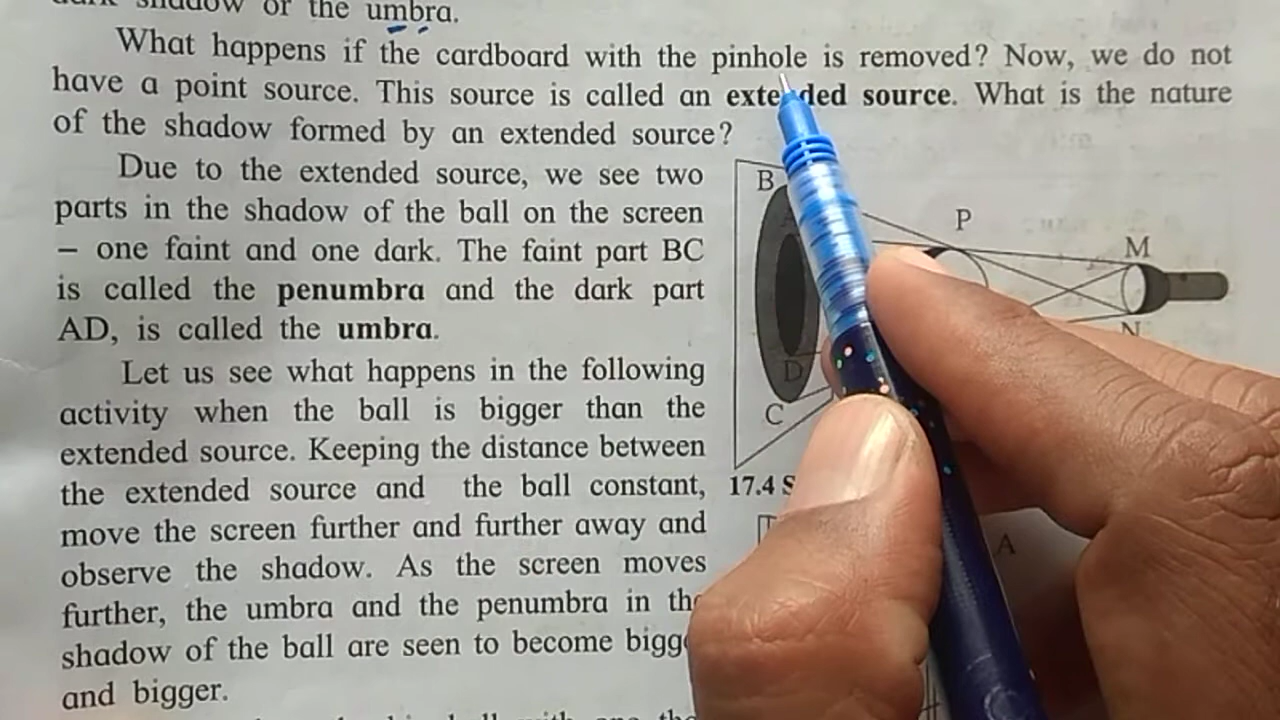 dark shadow or the umbra.
What happens if the cardboard with the pinhole is removed? Now, we do not
have a point source. This source is called an extended source. What is the nature
of the shadow formed by an extended source?
Due to the extended source, we see two
parts in the shadow of the ball on the screen
– one faint and one dark. The faint part BC
is called the penumbra and the dark part
AD, is called the umbra.
Let us see what happens in the following
activity when the ball is bigger than the
extended source. Keeping the distance between
the extended source and the ball constant,
move the screen further and further away and
observe the shadow. As the screen moves
further, the umbra and the penumbra in the
shadow of the ball are seen to become bigge
and bigger.
B
A
P
M
N
D
C
17.4 S
A